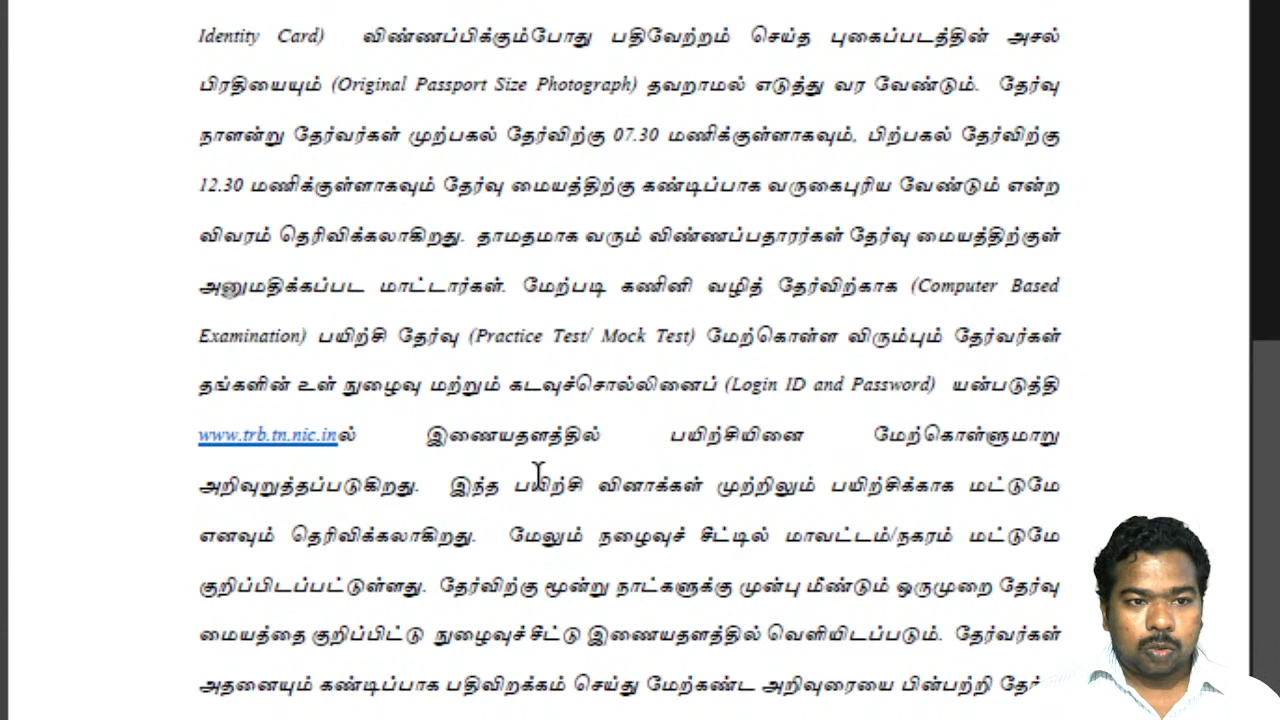 Identity Card) விண்ணப்பிக்கும்போது பதிவேற்றம் செய்த புகைப்படத்தின் அசல்
பிரதியையும் (Original Passport Size Photograph) தவறாமல் எடுத்து வர வேண்டும். தேர்வு
நாளன்று தேர்வர்கள் முற்பகல் தேர்விற்கு 07.30 மணிக்குள்ளாகவும், பிற்பகல் தேர்விற்கு
12.30 மணிக்குள்ளாகவும் தேர்வு மையத்திற்கு கண்டிப்பாக வருகைபுரிய வேண்டும் என்ற
விவரம் தெரிவிக்கலாகிறது. தாமதமாக வரும் விண்ணப்பதாரர்கள் தேர்வு மையத்திற்குள்
அனுமதிக்கப்பட மாட்டார்கள். மேற்படி கணினி வழித் தேர்விற்காக (Computer Based
Examination) பயிற்சி தேர்வு (Practice Test/ Mock Test) மேற்கொள்ள விரும்பும் தேர்வர்கள்
தங்களின் உள் நுழைவு மற்றும் கடவுச்சொல்லினைப் (Login ID and Password) யன்படுத்தி
www.trb.tn.nic.inல் இணையதளத்தில் பயிற்சியினை மேற்கொள்ளுமாறு
அறிவுறுத்தப்படுகிறது. இந்த பயிற்சி வினாக்கள் முற்றிலும் பயிற்சிக்காக மட்டுமே
எனவும் தெரிவிக்கலாகிறது. மேலும் நழைவுச் சீட்டில் மாவட்டம்/நகரம் மட்டுமே
குறிப்பிடப்பட்டுள்ளது. தேர்விற்கு மூன்று நாட்களுக்கு முன்பு மீண்டும் ஒருமுறை தேர்வு
மையத்தை குறிப்பிட்டு நுழைவுச் சீட்டு இணையதளத்தில் வெளியிடப்படும். தேர்வர்கள்
அதனையும் கண்டிப்பாக பதிவிறக்கம் செய்து மேற்கண்ட அறிவுரையை பின்பற்றி